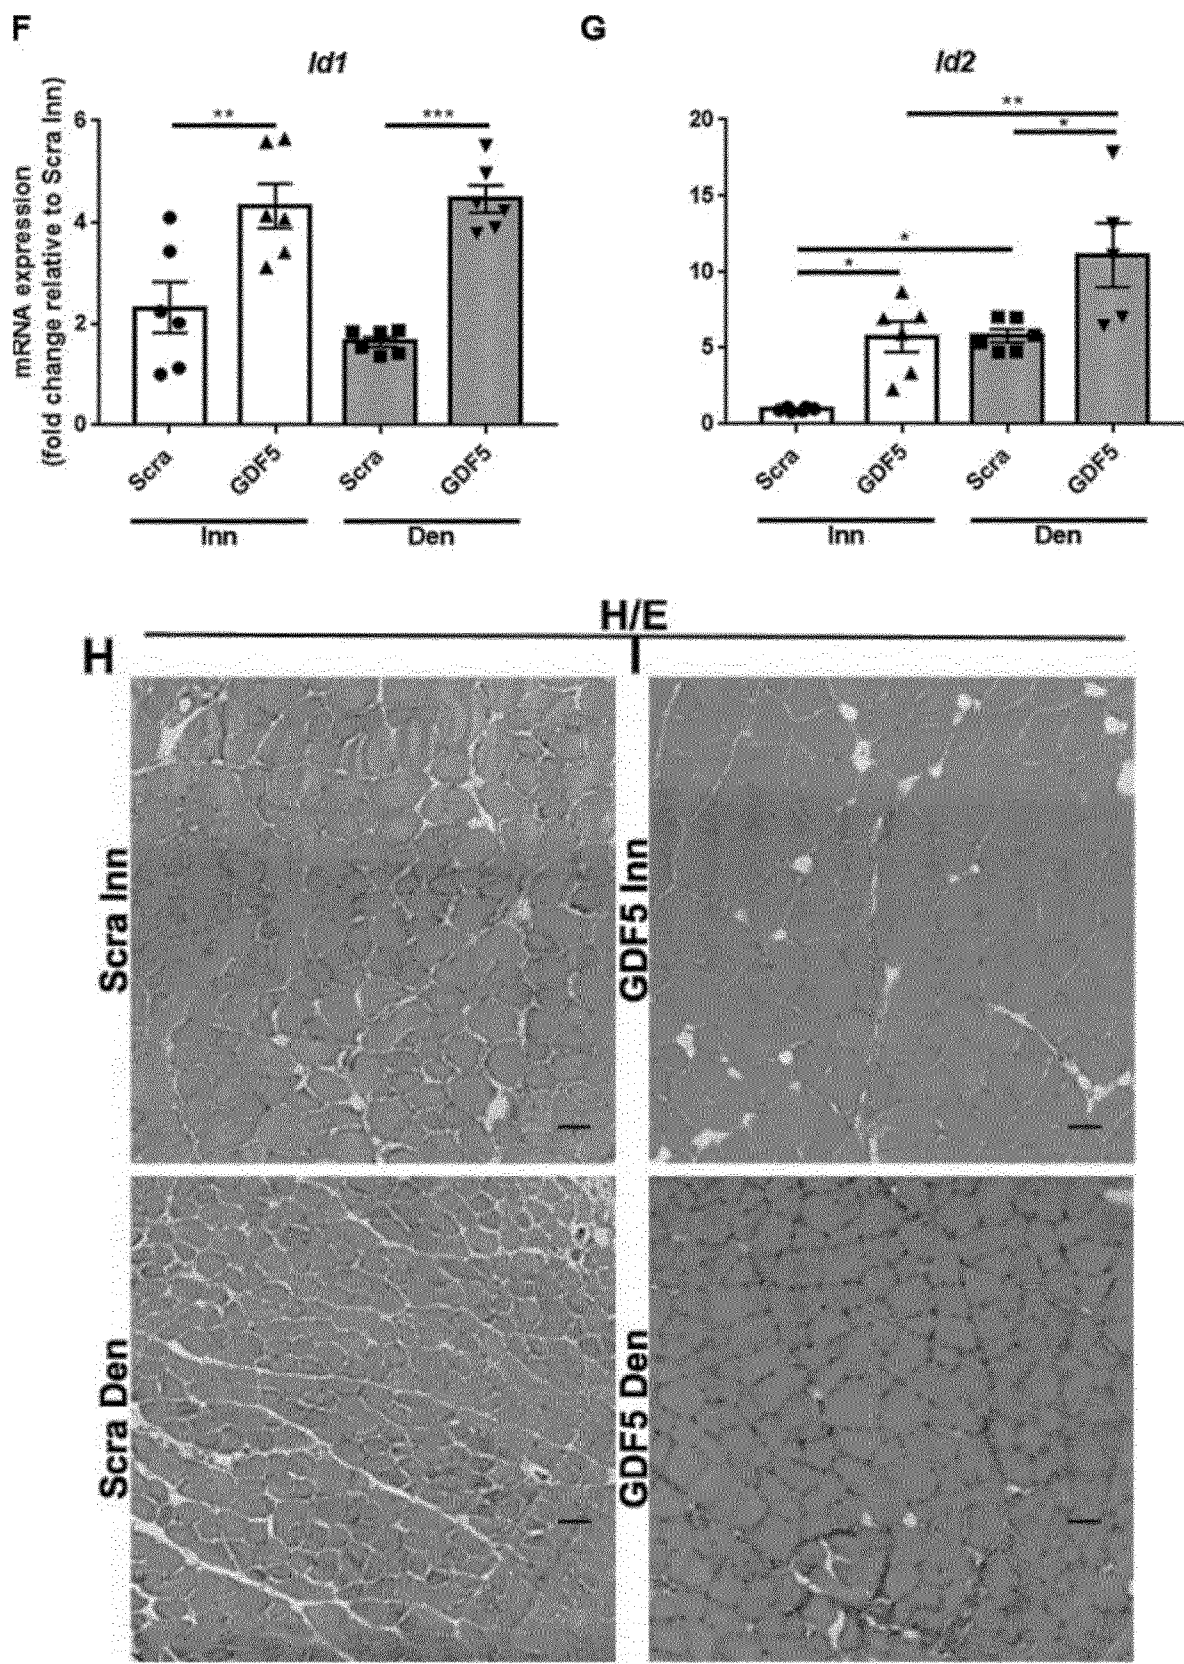 F
G
Id1
Id2
mRNA expression
(fold change relative to Scra Inn)
6
4
2
0
**
***
20
15
10
5
0
**
*
*
*
Scra
GDF5
Scra
GDF5
Inn
Den
Scra
GDF5
Scra
GDF5
Inn
Den
H/E
H
I
Scra Inn
GDF5 Inn
Scra Den
GDF5 Den